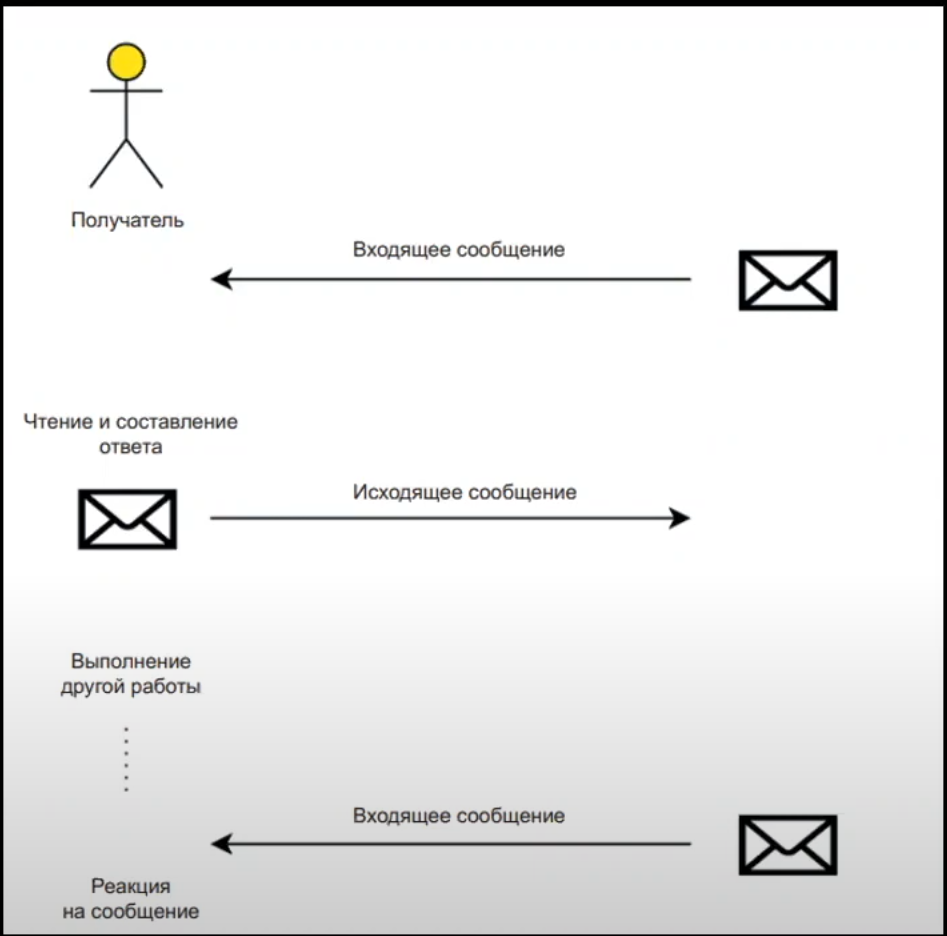 Получатель
Входящее сообщение
Чтение и составление
ответа
Исходящее сообщение
Выполнение
другой работы
Входящее сообщение
Реакция
на сообщение